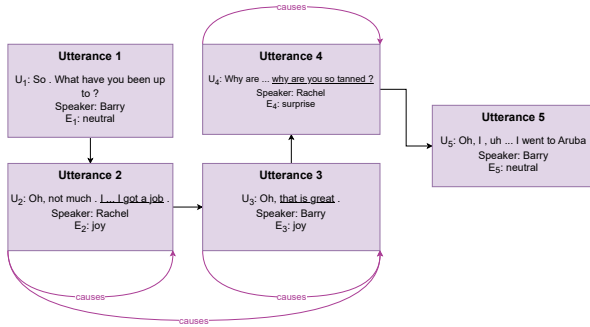 causes
Utterance 1
U1: So . What have you been up
to ?
Speaker: Barry
E1: neutral
Utterance 4
U4: Why are ... why are you so tanned ?
Speaker: Rachel
E4: surprise
Utterance 5
U5: Oh, I , uh ... I went to Aruba
Speaker: Barry
E5: neutral
Utterance 2
U2: Oh, not much . I ... I got a job .
Speaker: Rachel
E2: joy
Utterance 3
U3: Oh, that is great .
Speaker: Barry
E3: joy
causes
causes
causes